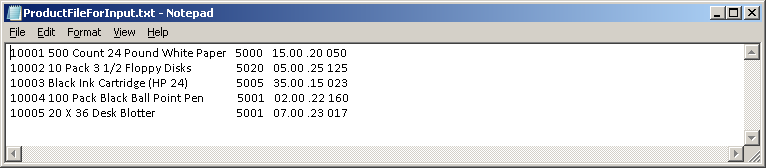 ProductFileForInput.txt - Notepad
File Edit Format View Help
10001 500 Count 24 Pound White Paper 5000 15.00 .20 050
10002 10 Pack 3 1/2 Floppy Disks 5020 05.00 .25 125
10003 Black Ink Cartridge (HP 24) 5005 35.00 .15 023
10004 100 Pack Black Ball Point Pen 5001 02.00 .22 160
10005 20 X 36 Desk Blotter 5001 07.00 .23 017